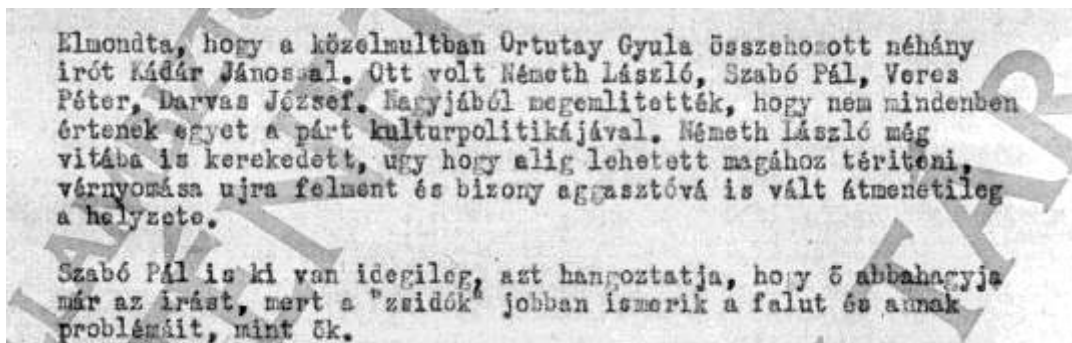 Elmondta, hogy a közelmultban Ortutay Gyula összehozott néhány
irót Kádár Jánossal. Ott volt Németh László, Szabó Pál, Veres
Péter, Darvas József. Nagyjából megemlitették, hogy nem mindenben
értenek egyet a párt kulturpolitikájával. Németh László még
vitába is kerekedett, ugy hogy alig lehetett magához tériteni,
vérnyomása ujra felment és bizony aggasztóvá is vált átmenetileg
a helyzete.
Szabó Pál is ki van idegileg, azt hangoztatja, hogy ő abbahagyja
már az irást, mert a "zsidók" jobban ismerik a falut és annak
problémáit, mint ők.